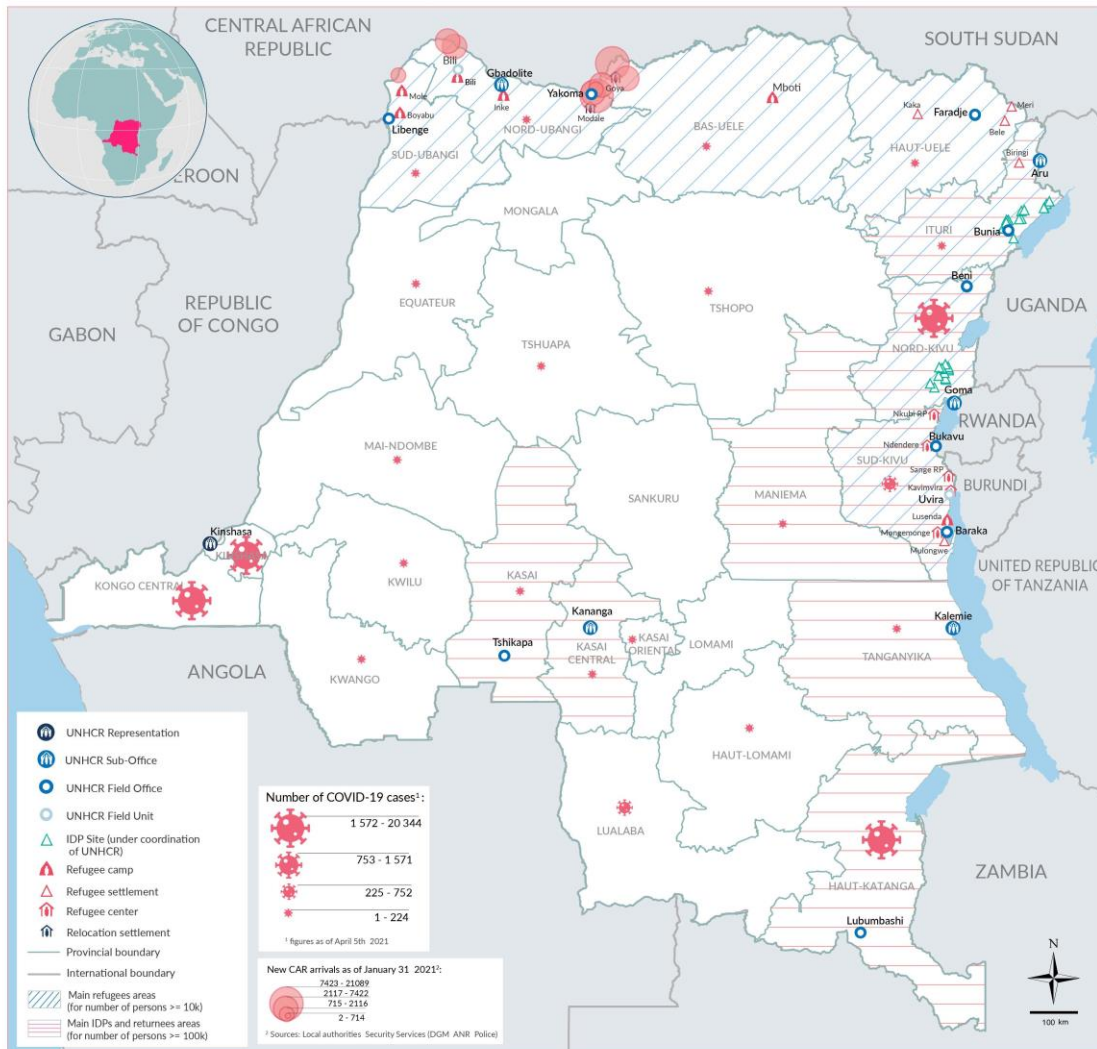 CENTRAL AFRICAN
REPUBLIC
SOUTH SUDAN
EROON
Bili
Bili
Gbadolite
Inke
Mole
Boyabu
Libenge
Yakoma
Goya
Modale
NORD-UBANGI
SUD-UBANGI
Mboti
BAS-UELE
Kaka
Faradje
Meri
Bele
HAUT-UELE
Biringi
Aru
MONGALA
ITURI
Bunia
Beni
EQUATEUR
TSHOPO
UGANDA
REPUBLIC
OF CONGO
GABON
TSHUAPA
NORD-KIVU
Goma
Nkubi RP
RWANDA
MAI-NDOMBE
Ndendere
Bukavu
SUD-KIVU
Sange RP
Kavimvira
BURUNDI
Uvira
SANKURU
MANIEMA
Lusenda
Mongemonge
Baraka
Mulongwe
Kinshasa
KONGO CENTRAL
KWILU
KASAI
UNITED REPUBLIC
OF TANZANIA
Kananga
Tshikapa
KASAI
CENTRAL
KASAI
ORIENTAL
LOMAMI
Kalemie
TANGANYIKA
ANGOLA
KWANGO
HAUT-LOMAMI
LUALABA
HAUT-KATANGA
ZAMBIA
Lubumbashi
UNHCR Representation
UNHCR Sub-Office
UNHCR Field Office
UNHCR Field Unit
IDP Site (under coordination
of UNHCR)
Refugee camp
Refugee settlement
Refugee center
Relocation settlement
Provincial boundary
International boundary
Main refugees areas
(for number of persons >= 10k)
Main IDPs and returnees areas
(for number of persons >= 100k)
Number of COVID-19 cases¹:
1 572 - 20 344
753 - 1 571
225 - 752
1 - 224
¹ figures as of April 5th 2021
New CAR arrivals as of January 31 2021²:
7423 - 21089
2117 - 7422
715 - 2116
2 - 714
² Sources: Local authorities Security Services (DGM ANR Police)
N
100 km